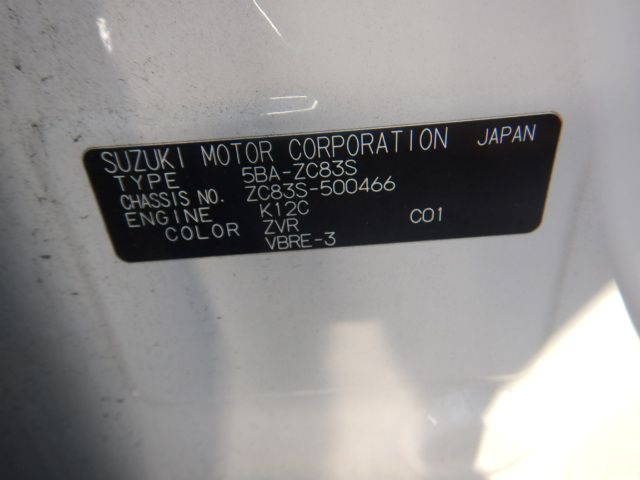 SUZUKI MOTOR CORPORATION JAPAN
TYPE 5BA-ZC83S
CHASSIS NO. ZC83S-500466
ENGINE K12C C01
COLOR ZVR
VBRE-3